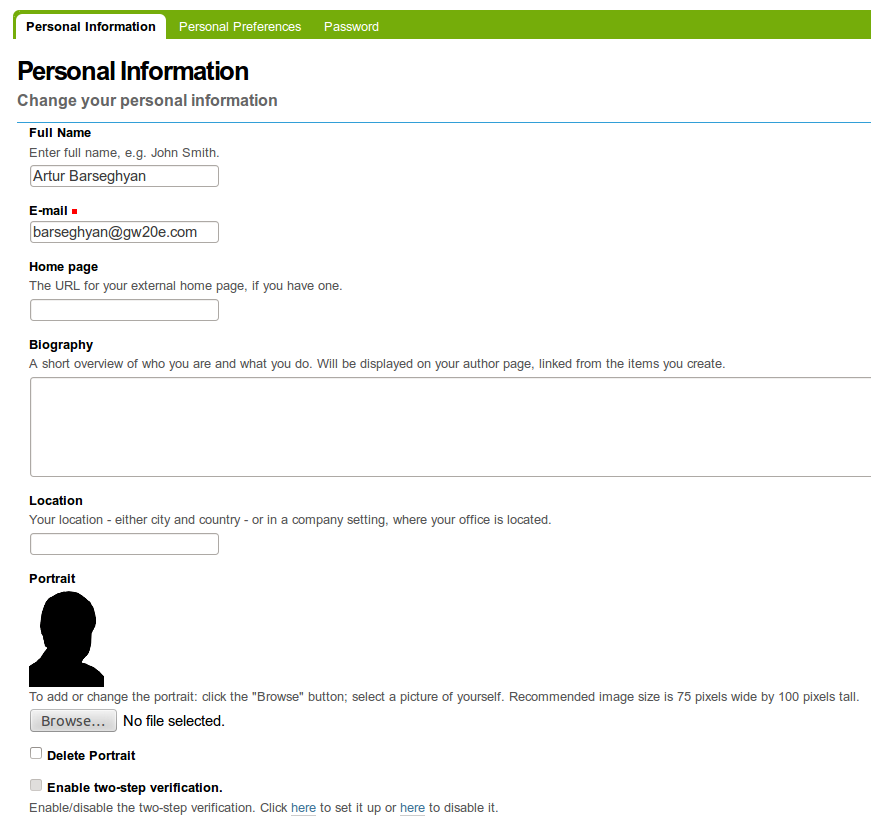 Personal Information Personal Preferences Password
Personal Information
Change your personal information
Full Name
Enter full name, e.g. John Smith.
Artur Barseghyan
E-mail
barseghyan@gw20e.com
Home page
The URL for your external home page, if you have one.
Biography
A short overview of who you are and what you do. Will be displayed on your author page, linked from the items you create.
Location
Your location - either city and country - or in a company setting, where your office is located.
Portrait
To add or change the portrait: click the "Browse" button; select a picture of yourself. Recommended image size is 75 pixels wide by 100 pixels tall.
Browse... No file selected.
Delete Portrait
Enable two-step verification.
Enable/disable the two-step verification. Click here to set it up or here to disable it.